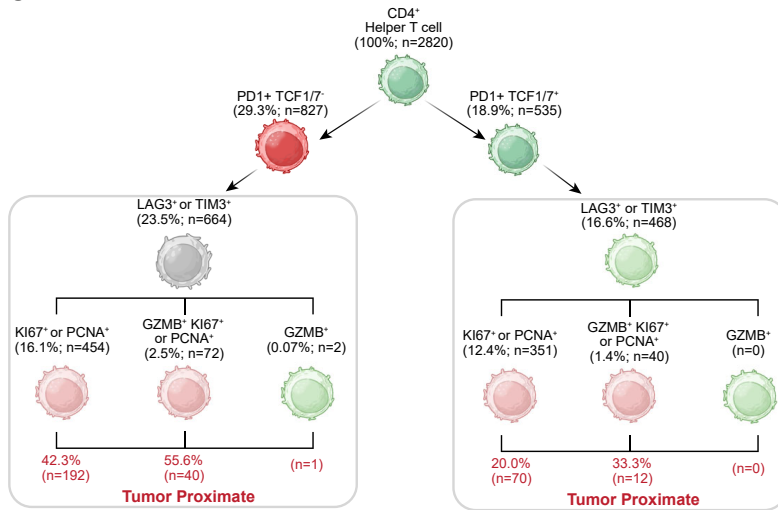 CD4⁺
Helper T cell
(100%; n=2820)
PD1+ TCF1/7⁻
(29.3%; n=827)
PD1+ TCF1/7⁺
(18.9%; n=535)
LAG3⁺ or TIM3⁺
(23.5%; n=664)
KI67⁺ or PCNA⁺
(16.1%; n=454)
GZMB⁺ KI67⁺
or PCNA⁺
(2.5%; n=72)
GZMB⁺
(0.07%; n=2)
42.3%
(n=192)
55.6%
(n=40)
(n=1)
Tumor Proximate
LAG3⁺ or TIM3⁺
(16.6%; n=468)
KI67⁺ or PCNA⁺
(12.4%; n=351)
GZMB⁺ KI67⁺
or PCNA⁺
(1.4%; n=40)
GZMB⁺
(n=0)
20.0%
(n=70)
33.3%
(n=12)
(n=0)
Tumor Proximate